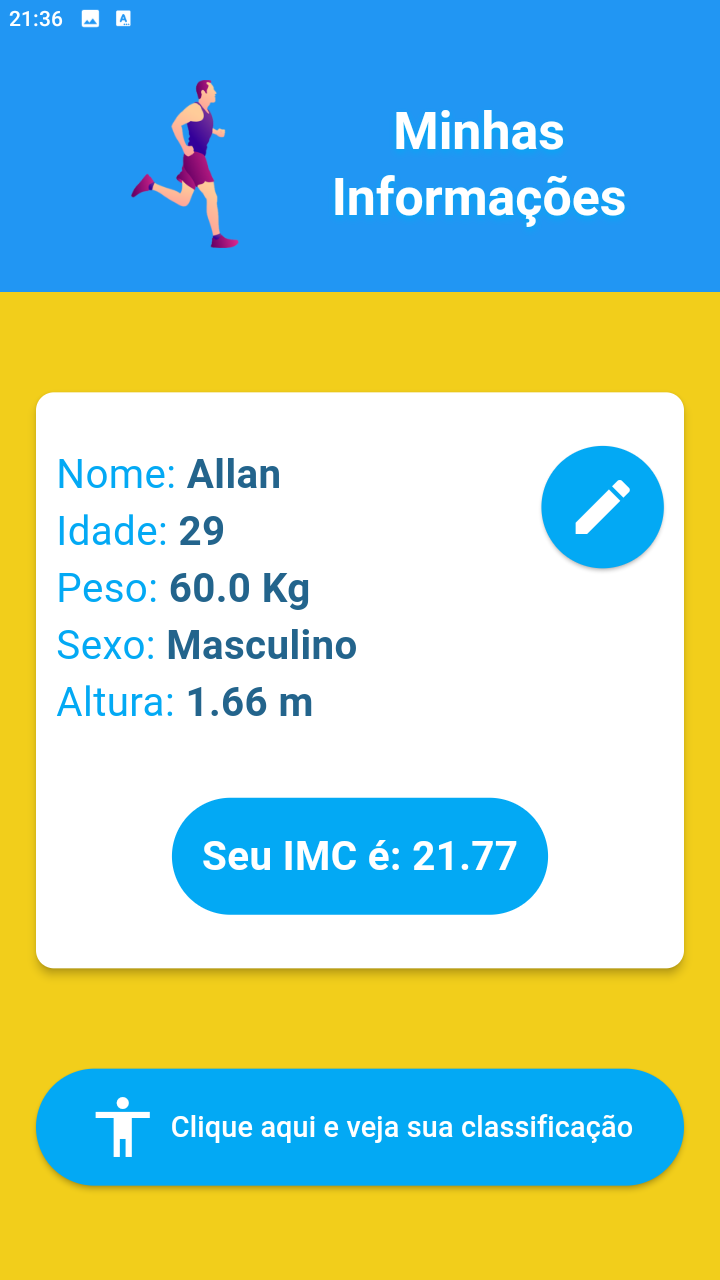 21:36
Minhas
Informações
Nome: Allan
Idade: 29
Peso: 60.0 Kg
Sexo: Masculino
Altura: 1.66 m
Seu IMC é: 21.77
Clique aqui e veja sua classificação